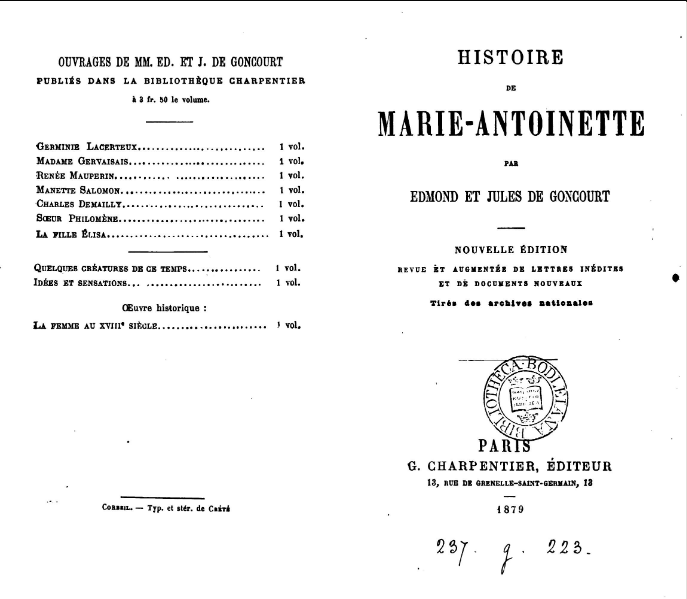 OUVRAGES DE MM. ED. ET J. DE GONCOURT
PUBLIÉS DANS LA BIBLIOTHÈQUE CHARPENTIER
à 3 fr. 50 le volume.
GERMINIE LACERTEUX.......................... 1 vol.
MADAME GERVAISAIS........................... 1 vol.
RENÉE MAUPERIN.............................. 1 vol.
MANETTE SALOMON............................. 1 vol.
CHARLES DEMAILLY............................ 1 vol.
SŒUR PHILOMÈNE.............................. 1 vol.
LA FILLE ÉLISA.............................. 1 vol.
QUELQUES CRÉATURES DE CE TEMPS.............. 1 vol.
IDÉES ET SENSATIONS......................... 1 vol.
Œuvre historique :
LA FEMME AU XVIIIe SIÈCLE................... 1 vol.
CORBEIL. — Typ. et stér. de CRÉTÉ
HISTOIRE
DE
MARIE-ANTOINETTE
PAR
EDMOND ET JULES DE GONCOURT
NOUVELLE ÉDITION
REVUE ET AUGMENTÉE DE LETTRES INÉDITES
ET DE DOCUMENTS NOUVEAUX
Tirés des archives nationales
BIBLIOTHECA BODLEIANA
PARIS
G. CHARPENTIER, ÉDITEUR
13, RUE DE GRENELLE-SAINT-GERMAIN, 13
1879
237. g. 223.